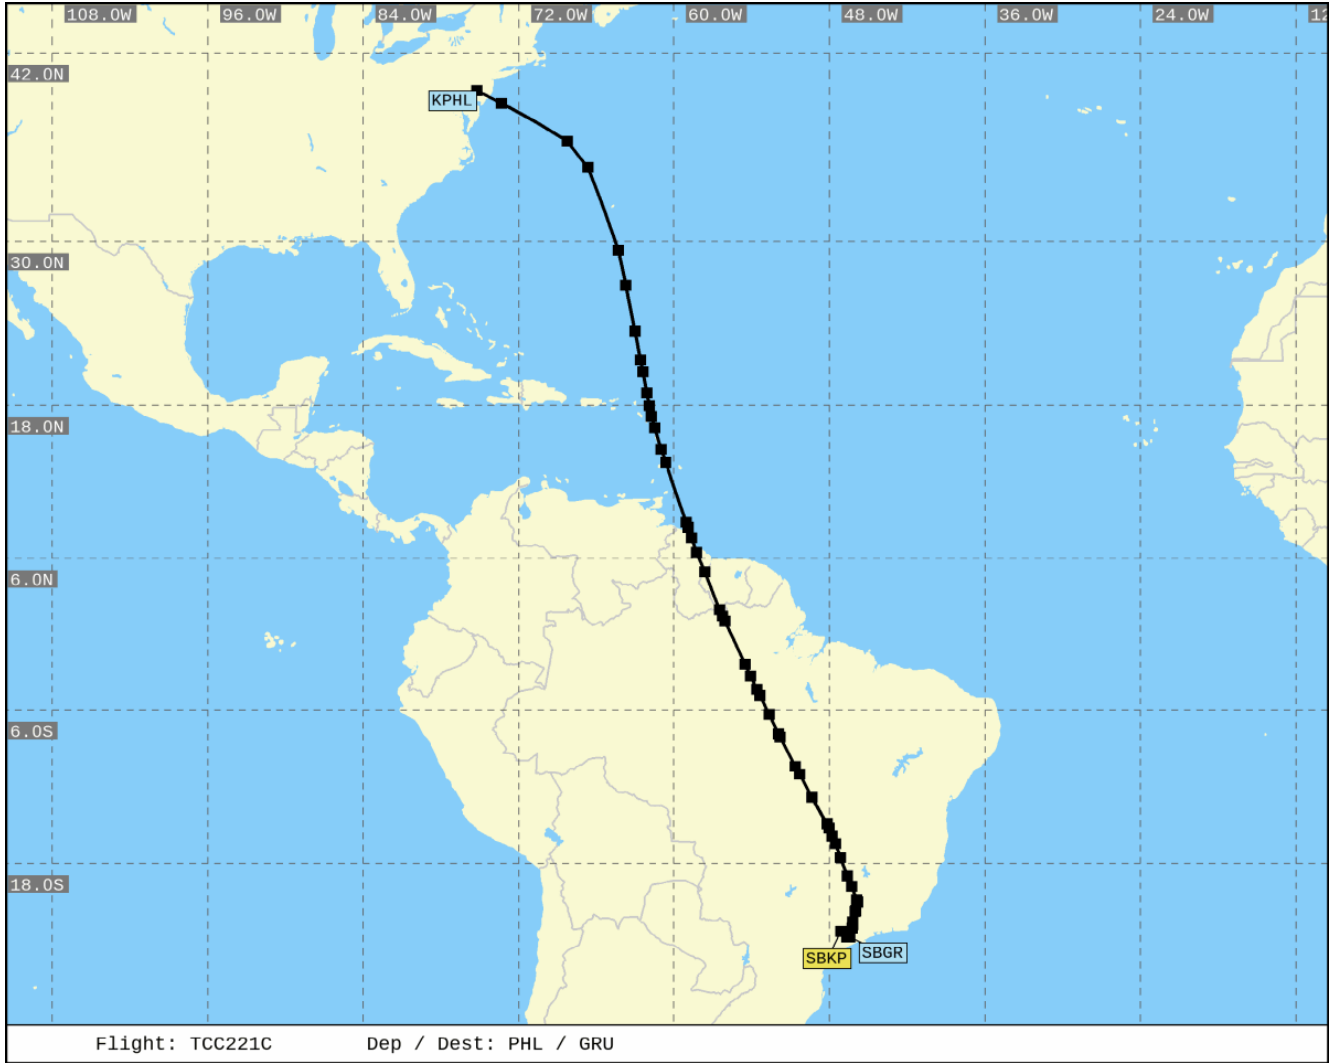 108.0W 96.0W 84.0W 72.0W 60.0W 48.0W 36.0W 24.0W 12
42.0N
KPHL
30.0N
18.0N
6.0N
6.0S
18.0S
SBKP SBGR
Flight: TCC221C Dep / Dest: PHL / GRU